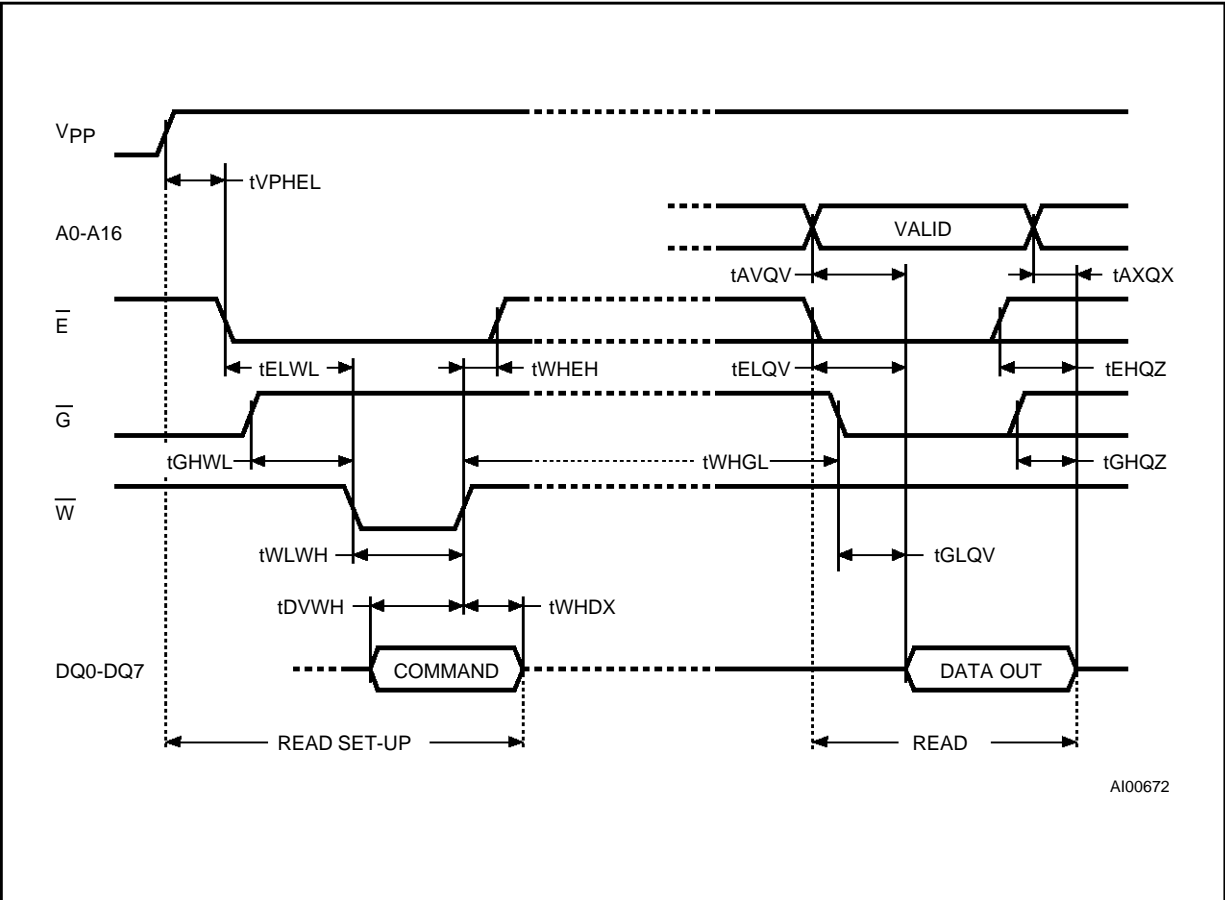 VPP
tVPHEL
A0-A16
VALID
tAVQV
tAXQX
E
tELWL
tWHEH
tELQV
tEHQZ
G
tGHWL
tWHGL
tGHQZ
W
tWLWH
tGLQV
tDVWH
tWHDX
DQ0-DQ7
COMMAND
DATA OUT
READ SET-UP
READ
AI00672